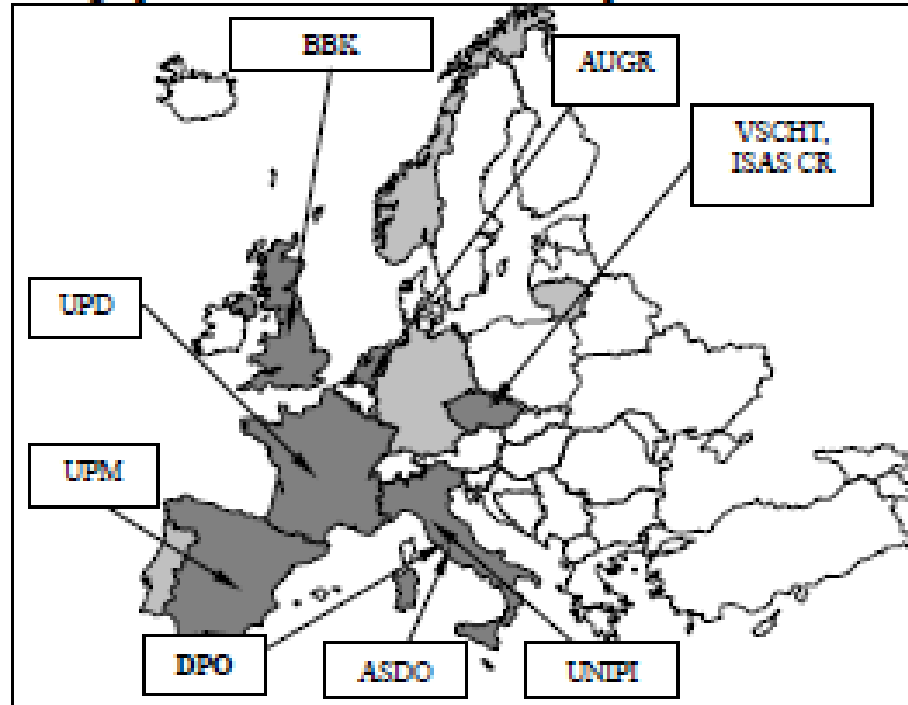 BBK
AUGR
VSCHT,
ISAS CR
UPD
UPM
DPO
ASDO
UNIPI